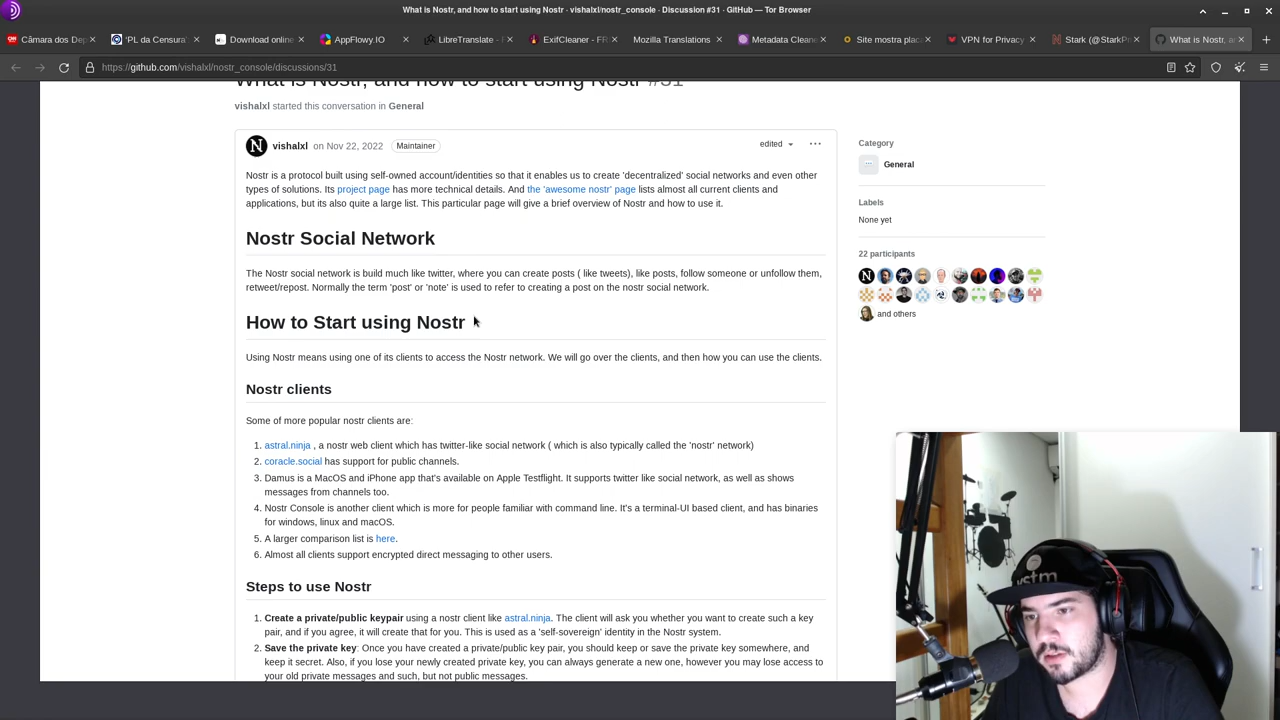 What is Nostr, and how to start using Nostr · vishalxl/nostr_console · Discussion #31 · GitHub — Tor Browser
Câmara dos Dep
'PL da Censura'
Download online
AppFlowy.IO
LibreTranslate - F
ExifCleaner - FR
Mozilla Translations
Metadata Cleane
Site mostra plac
VPN for Privacy
Stark (@StarkPr
What is Nostr, a
https://github.com/vishalxl/nostr_console/discussions/31
What is Nostr, and how to start using Nostr #31
vishalxl started this conversation in General
vishalxl on Nov 22, 2022 Maintainer
edited
Nostr is a protocol built using self-owned account/identities so that it enables us to create 'decentralized' social networks and even other
types of solutions. Its project page has more technical details. And the 'awesome nostr' page lists almost all current clients and
applications, but its also quite a large list. This particular page will give a brief overview of Nostr and how to use it.
Nostr Social Network
The Nostr social network is build much like twitter, where you can create posts ( like tweets), like posts, follow someone or unfollow them,
retweet/repost. Normally the term 'post' or 'note' is used to refer to creating a post on the nostr social network.
How to Start using Nostr
Using Nostr means using one of its clients to access the Nostr network. We will go over the clients, and then how you can use the clients.
Nostr clients
Some of more popular nostr clients are:
1. astral.ninja , a nostr web client which has twitter-like social network ( which is also typically called the 'nostr' network)
2. coracle.social has support for public channels.
3. Damus is a MacOS and iPhone app that's available on Apple Testflight. It supports twitter like social network, as well as shows
messages from channels too.
4. Nostr Console is another client which is more for people familiar with command line. It's a terminal-UI based client, and has binaries
for windows, linux and macOS.
5. A larger comparison list is here.
6. Almost all clients support encrypted direct messaging to other users.
Steps to use Nostr
1. Create a private/public keypair using a nostr client like astral.ninja. The client will ask you whether you want to create such a key
pair, and if you agree, it will create that for you. This is used as a 'self-sovereign' identity in the Nostr system.
2. Save the private key: Once you have created a private/public key pair, you should keep or save the private key somewhere, and
keep it secret. Also, if you lose your newly created private key, you can always generate a new one, however you may lose access to
your old private messages and such, but not public messages.
Category
General
Labels
None yet
22 participants
and others